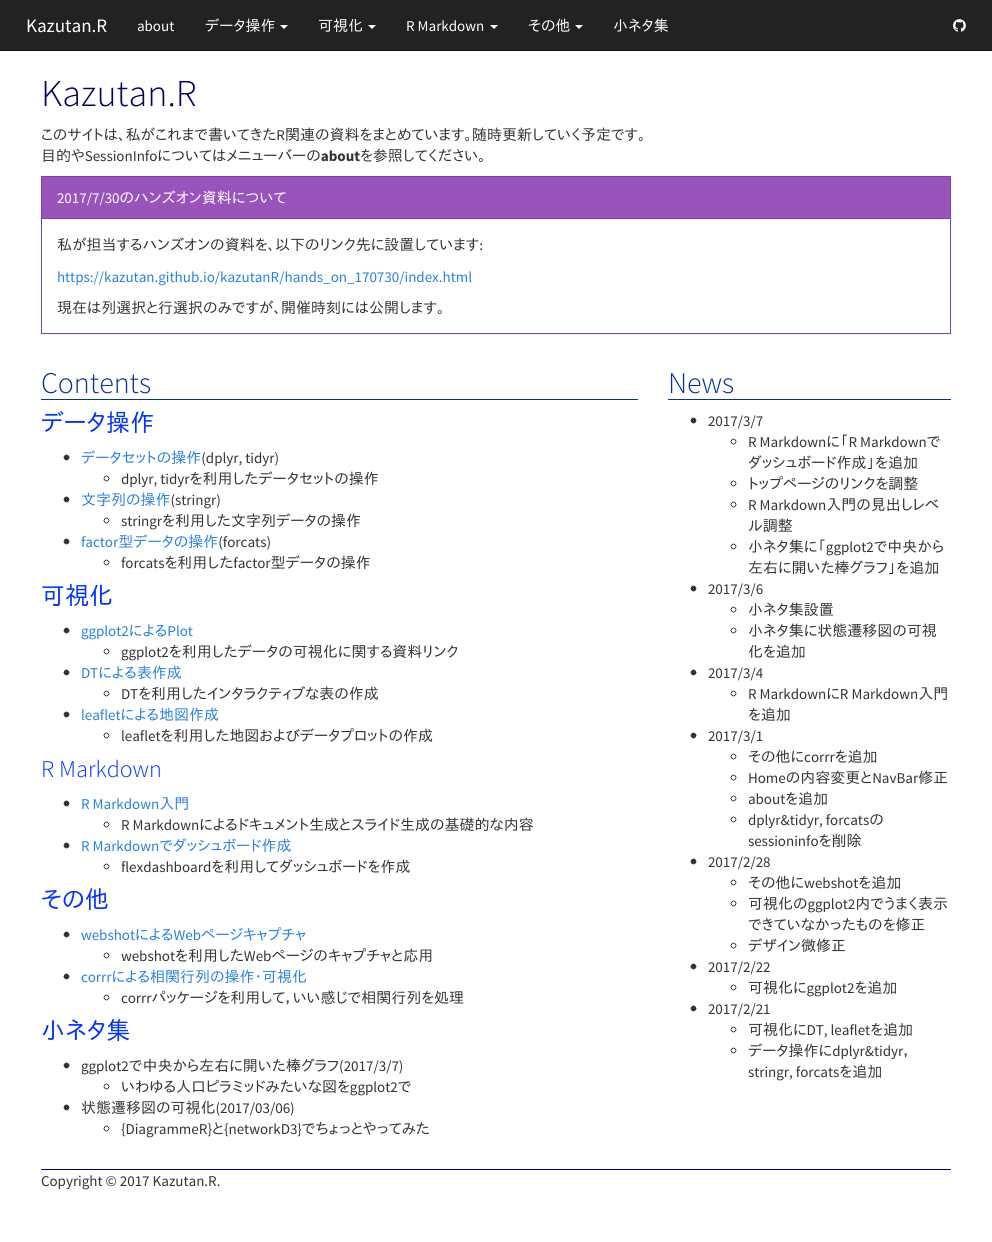 Kazutan.R about データ操作 可視化 R Markdown その他 小ネタ集
Kazutan.R
このサイトは、私がこれまで書いてきたR関連の資料をまとめています。随時更新していく予定です。
目的やSessionInfoについてはメニューバーのaboutを参照してください。
2017/7/30のハンズオン資料について
私が担当するハンズオンの資料を、以下のリンク先に設置しています:
https://kazutan.github.io/kazutanR/hands_on_170730/index.html
現在は列選択と行選択のみですが、開催時刻には公開します。
Contents
データ操作
データセットの操作(dplyr, tidyr)
dplyr, tidyrを利用したデータセットの操作
文字列の操作(stringr)
stringrを利用した文字列データの操作
factor型データの操作(forcats)
forcatsを利用したfactor型データの操作
可視化
ggplot2によるPlot
ggplot2を利用したデータの可視化に関する資料リンク
DTによる表作成
DTを利用したインタラクティブな表の作成
leafletによる地図作成
leafletを利用した地図およびデータプロットの作成
R Markdown
R Markdown入門
R Markdownによるドキュメント生成とスライド生成の基礎的な内容
R Markdownでダッシュボード作成
flexdashboardを利用してダッシュボードを作成
その他
webshotによるWebページキャプチャ
webshotを利用したWebページのキャプチャと応用
corrrによる相関行列の操作・可視化
corrrパッケージを利用して，いい感じで相関行列を処理
小ネタ集
ggplot2で中央から左右に開いた棒グラフ(2017/3/7)
いわゆる人口ピラミッドみたいな図をggplot2で
状態遷移図の可視化(2017/03/06)
{DiagrammeR}と{networkD3}でちょっとやってみた
News
2017/3/7
R Markdownに「R Markdownで
ダッシュボード作成」を追加
トップページのリンクを調整
R Markdown入門の見出しレベ
ル調整
小ネタ集に「ggplot2で中央から
左右に開いた棒グラフ」を追加
2017/3/6
小ネタ集設置
小ネタ集に状態遷移図の可視
化を追加
2017/3/4
R MarkdownにR Markdown入門
を追加
2017/3/1
その他にcorrrを追加
Homeの内容変更とNavBar修正
aboutを追加
dplyr&tidyr, forcatsの
sessioninfoを削除
2017/2/28
その他にwebshotを追加
可視化のggplot2内でうまく表示
できていなかったものを修正
デザイン微修正
2017/2/22
可視化にggplot2を追加
2017/2/21
可視化にDT, leafletを追加
データ操作にdplyr&tidyr，
stringr, forcatsを追加
Copyright © 2017 Kazutan.R.